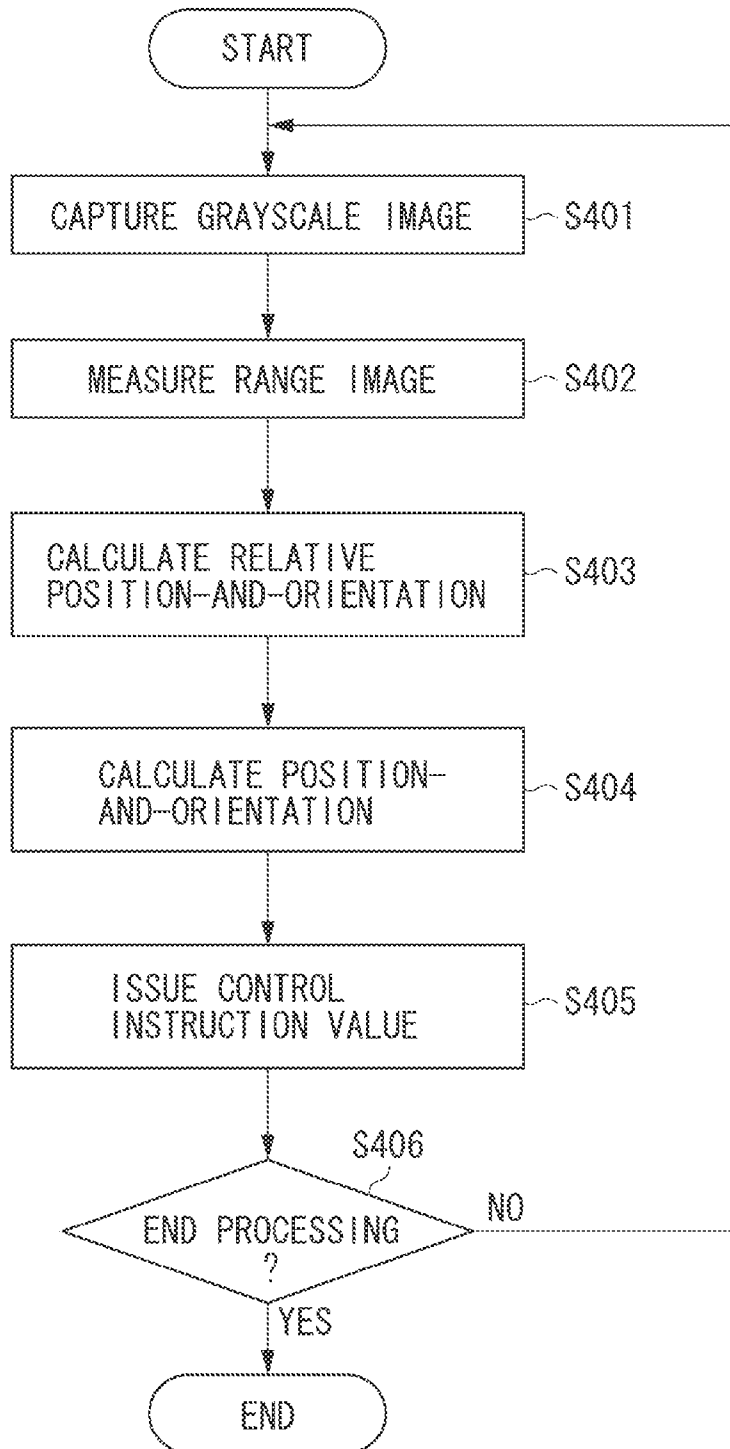 START
CAPTURE GRAYSCALE IMAGE
S401
MEASURE RANGE IMAGE
S402
CALCULATE RELATIVE
POSITION-AND-ORIENTATION
S403
CALCULATE POSITION-
AND-ORIENTATION
S404
ISSUE CONTROL
INSTRUCTION VALUE
S405
S406
END PROCESSING
?
NO
YES
END